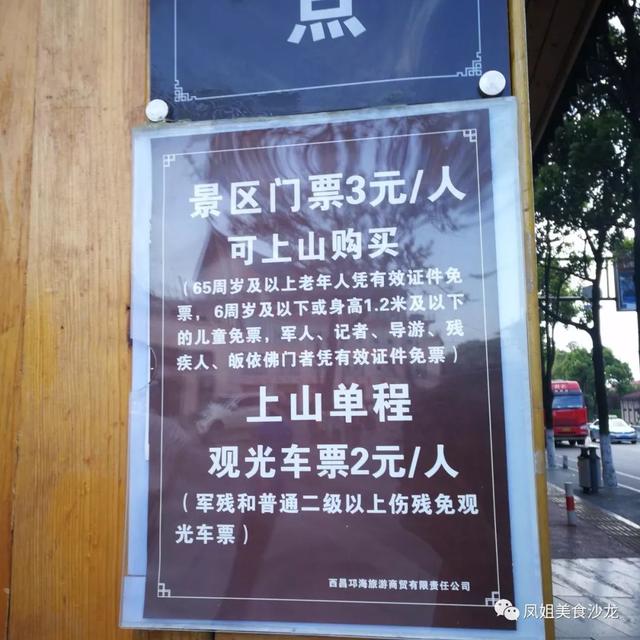 点
景区门票3元/人
可上山购买
（65周岁及以上老年人凭有效证件免
票，6周岁及以下或身高1.2米及以下
的儿童免票，军人、记者、导游、残
疾人、皈依佛门者凭有效证件免票）
上山单程
观光车票2元/人
（军残和普通二级以上伤残免观
光车票）
西昌邛海旅游商贸有限责任公司
凤姐美食沙龙